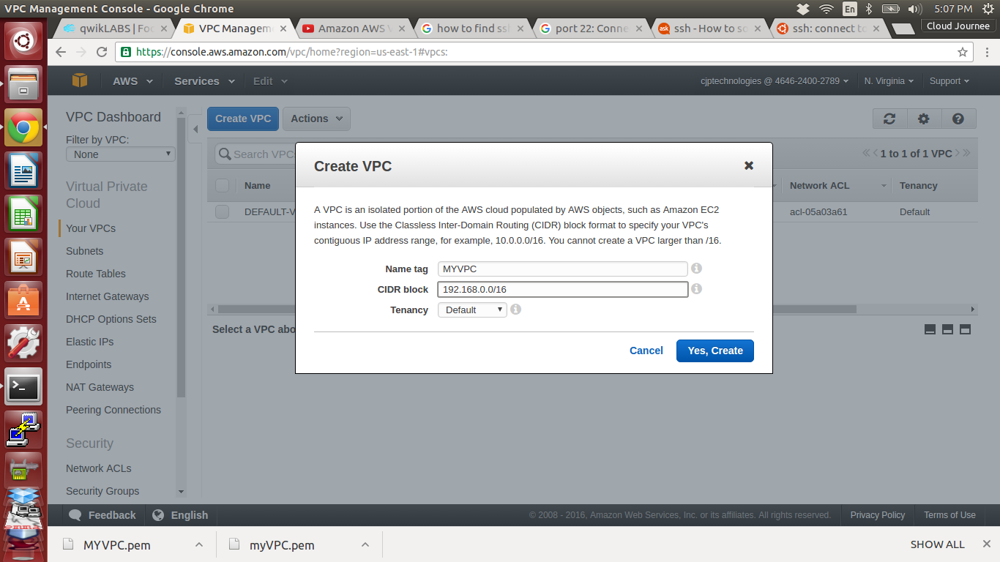 VPC Management Console - Google Chrome
En
5:07 PM
qwikLABS | Foc
VPC Managem
Amazon AWS V
how to find ssh
port 22: Conne
ssh - How to so
ssh: connect to
Cloud Journee
https://console.aws.amazon.com/vpc/home?region=us-east-1#vpcs:
AWS
Services
Edit
cjptechnologies @ 4646-2400-2789
N. Virginia
Support
VPC Dashboard
Filter by VPC:
None
Virtual Private
Cloud
Your VPCs
Subnets
Route Tables
Internet Gateways
DHCP Options Sets
Elastic IPs
Endpoints
NAT Gateways
Peering Connections
Security
Network ACLs
Security Groups
Create VPC
Actions
Search VPC
1 to 1 of 1 VPC
Name
Network ACL
Tenancy
DEFAULT-V
acl-05a03a61
Default
Select a VPC abo
Create VPC
A VPC is an isolated portion of the AWS cloud populated by AWS objects, such as Amazon EC2
instances. Use the Classless Inter-Domain Routing (CIDR) block format to specify your VPC's
contiguous IP address range, for example, 10.0.0.0/16. You cannot create a VPC larger than /16.
Name tag
MYVPC
CIDR block
192.168.0.0/16
Tenancy
Default
Cancel
Yes, Create
Feedback
English
© 2008 - 2016, Amazon Web Services, Inc. or its affiliates. All rights reserved.
Privacy Policy
Terms of Use
MYVPC.pem
myVPC.pem
SHOW ALL